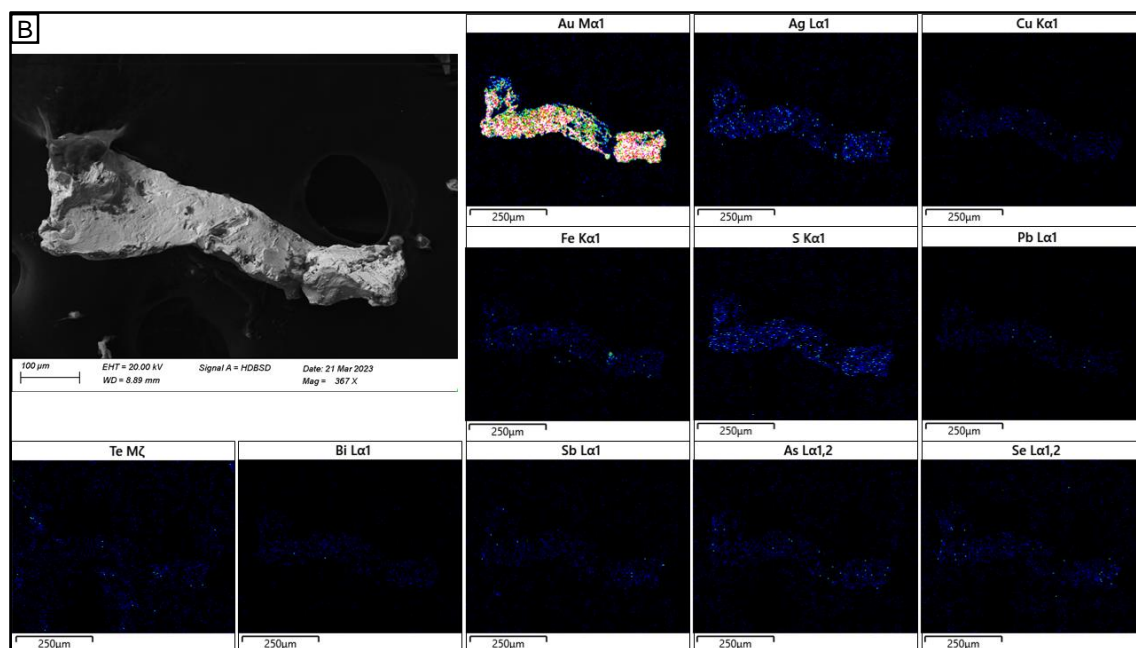 B
100 µm
EHT = 20.00 kV Signal A = HDBSD Date: 21 Mar 2023
WD = 8.89 mm Mag = 367 X
Au Mα1
250µm
Ag Lα1
250µm
Cu Kα1
250µm
Fe Kα1
250µm
S Kα1
250µm
Pb Lα1
250µm
Te Mζ
250µm
Bi Lα1
250µm
Sb Lα1
250µm
As Lα1,2
250µm
Se Lα1,2
250µm